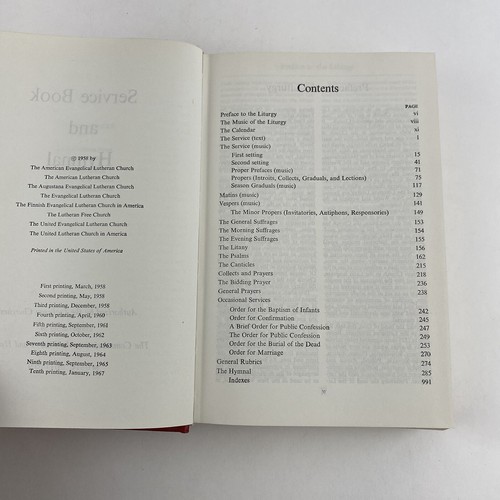 Service Book
and
© 1958 by
The American Evangelical Lutheran Church
The American Lutheran Church
The Augustana Evangelical Lutheran Church
The Evangelical Lutheran Church
The Finnish Evangelical Lutheran Church in America
The Lutheran Free Church
The United Evangelical Lutheran Church
The United Lutheran Church in America
Printed in the United States of America
First printing, March, 1958
Second printing, May, 1958
Third printing, December, 1958
Fourth printing, April, 1960
Fifth printing, September, 1961
Sixth printing, October, 1962
Seventh printing, September, 1963
Eighth printing, August, 1964
Ninth printing, September, 1965
Tenth printing, January, 1967
Contents
PAGE
Preface to the Liturgy vi
The Music of the Liturgy viii
The Calendar xi
The Service (text) 1
The Service (music)
First setting 15
Second setting 41
Proper Prefaces (music) 71
Propers (Introits, Collects, Graduals, and Lections) 75
Season Graduals (music) 117
Matins (music) 129
Vespers (music) 141
The Minor Propers (Invitatories, Antiphons, Responsories) 149
The General Suffrages 153
The Morning Suffrages 154
The Evening Suffrages 155
The Litany 156
The Psalms 162
The Canticles 215
Collects and Prayers 218
The Bidding Prayer 236
General Prayers 238
Occasional Services
Order for the Baptism of Infants 242
Order for Confirmation 245
A Brief Order for Public Confession 247
The Order for Public Confession 249
Order for the Burial of the Dead 253
Order for Marriage 270
General Rubrics 274
The Hymnal 285
Indexes 991